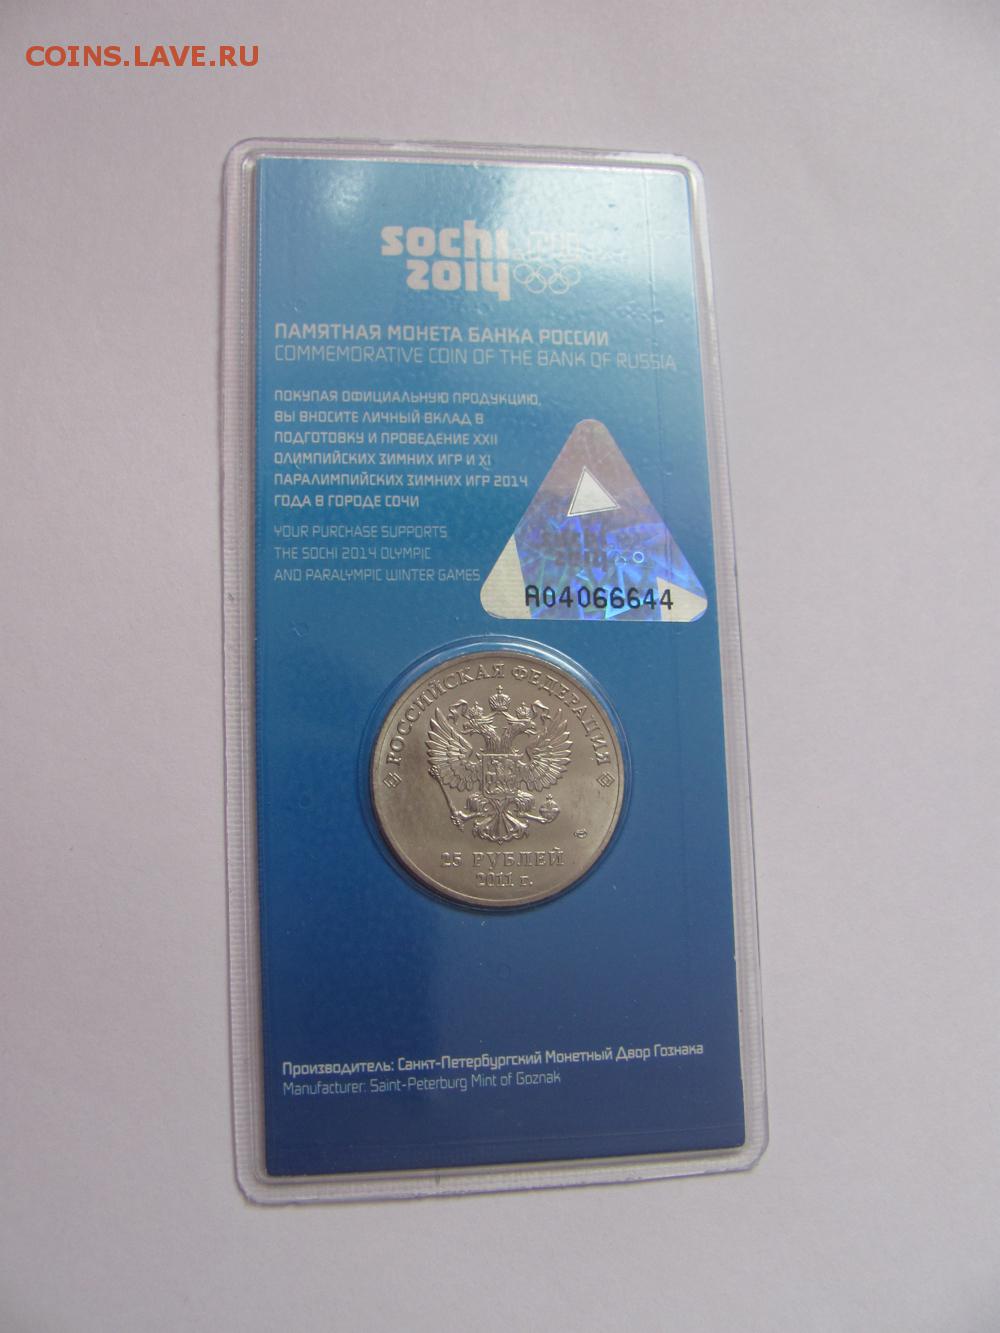 COINS.LAVE.RU
sochi
2014
ПАМЯТНАЯ МОНЕТА БАНКА РОССИИ
COMMEMORATIVE COIN OF THE BANK OF RUSSIA
ПОКУПАЯ ОФИЦИАЛЬНУЮ ПРОДУКЦИЮ,
ВЫ ВНОСИТЕ ЛИЧНЫЙ ВКЛАД В
ПОДГОТОВКУ И ПРОВЕДЕНИЕ XXII
ОЛИМПИЙСКИХ ЗИМНИХ ИГР И XI
ПАРАЛИМПИЙСКИХ ЗИМНИХ ИГР 2014
ГОДА В ГОРОДЕ СОЧИ
YOUR PURCHASE SUPPORTS
THE SOCHI 2014 OLYMPIC
AND PARALYMPIC WINTER GAMES
sochi
2014
A04066644
РОССИЙСКАЯ ФЕДЕРАЦИЯ
25 РУБЛЕЙ
2011 г.
Производитель: Санкт-Петербургский Монетный Двор Гознака
Manufacturer: Saint-Peterburg Mint of Goznak